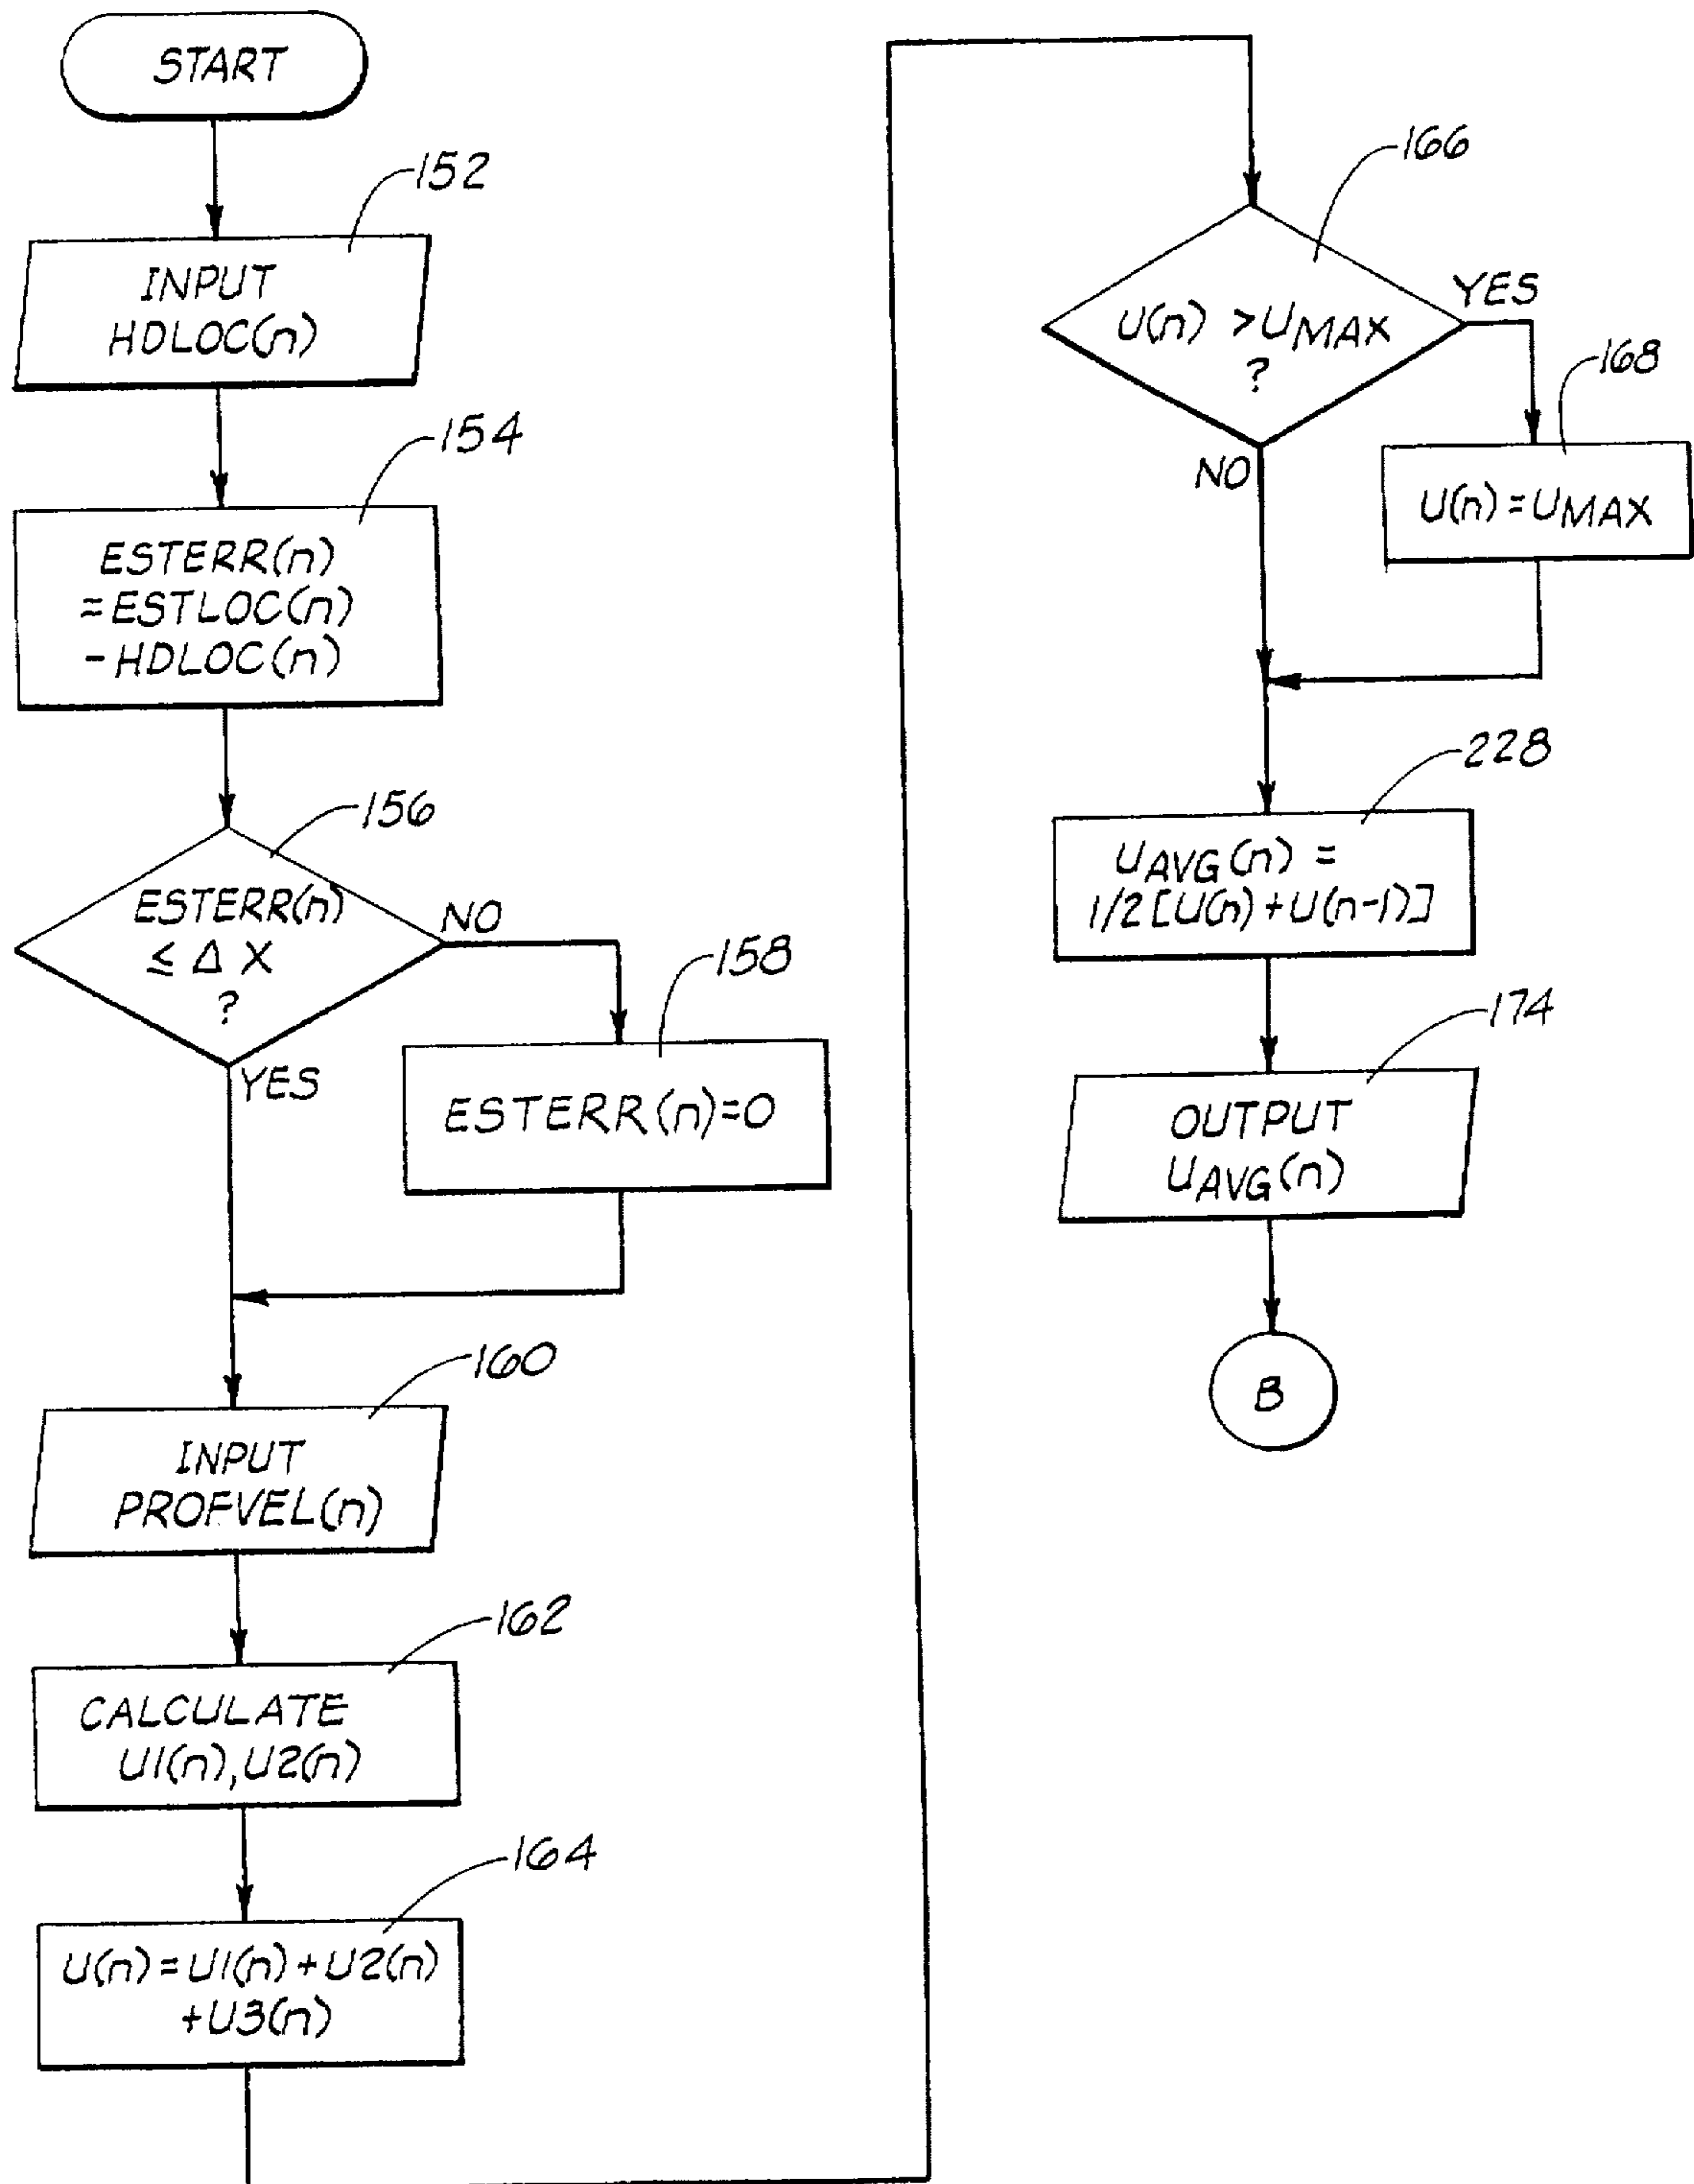 START
152
INPUT
HDLOC(n)
154
ESTERR(n)
=ESTLOC(n)
-HDLOC(n)
156
ESTERR(n)
≤ Δ X
?
NO
YES
158
ESTERR(n)=0
160
INPUT
PROFVEL(n)
162
CALCULATE
U1(n),U2(n)
164
U(n)=U1(n)+U2(n)
+U3(n)
166
U(n) >UMAX
?
YES
NO
168
U(n)=UMAX
228
UAVG(n) =
1/2[U(n)+U(n-1)]
174
OUTPUT
UAVG(n)
B